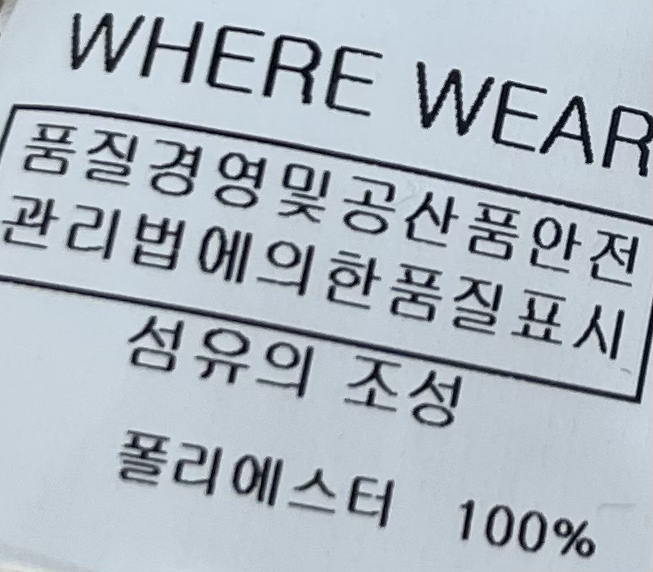 WHERE WEAR
품질경영및공산품안전
관리법에의한품질표시
섬유의 조성
폴리에스터 100%